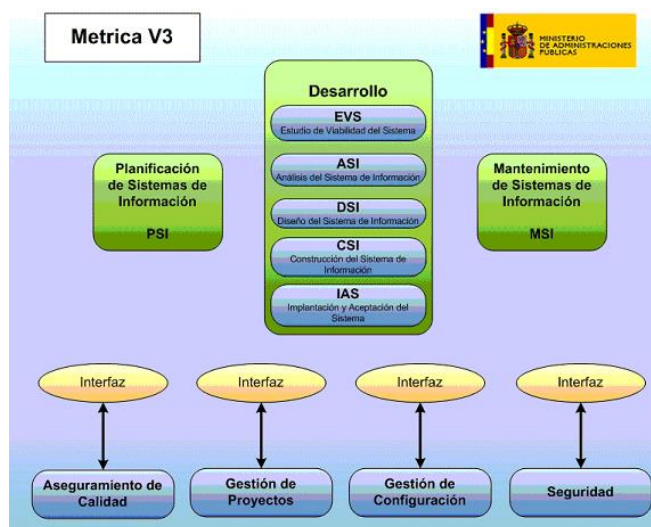 Metrica V3
MINISTERIO
DE ADMINISTRACIONES
PÚBLICAS
Desarrollo
EVS
Estudio de Viabilidad del Sistema
ASI
Análisis del Sistema de Información
DSI
Diseño del Sistema de Información
CSI
Construcción del Sistema de
Información
IAS
Implantación y Aceptación del
Sistema
Planificación
de Sistemas de
Información
PSI
Mantenimiento
de Sistemas de
Información
MSI
Interfaz
Interfaz
Interfaz
Interfaz
Aseguramiento de
Calidad
Gestión de
Proyectos
Gestión de
Configuración
Seguridad